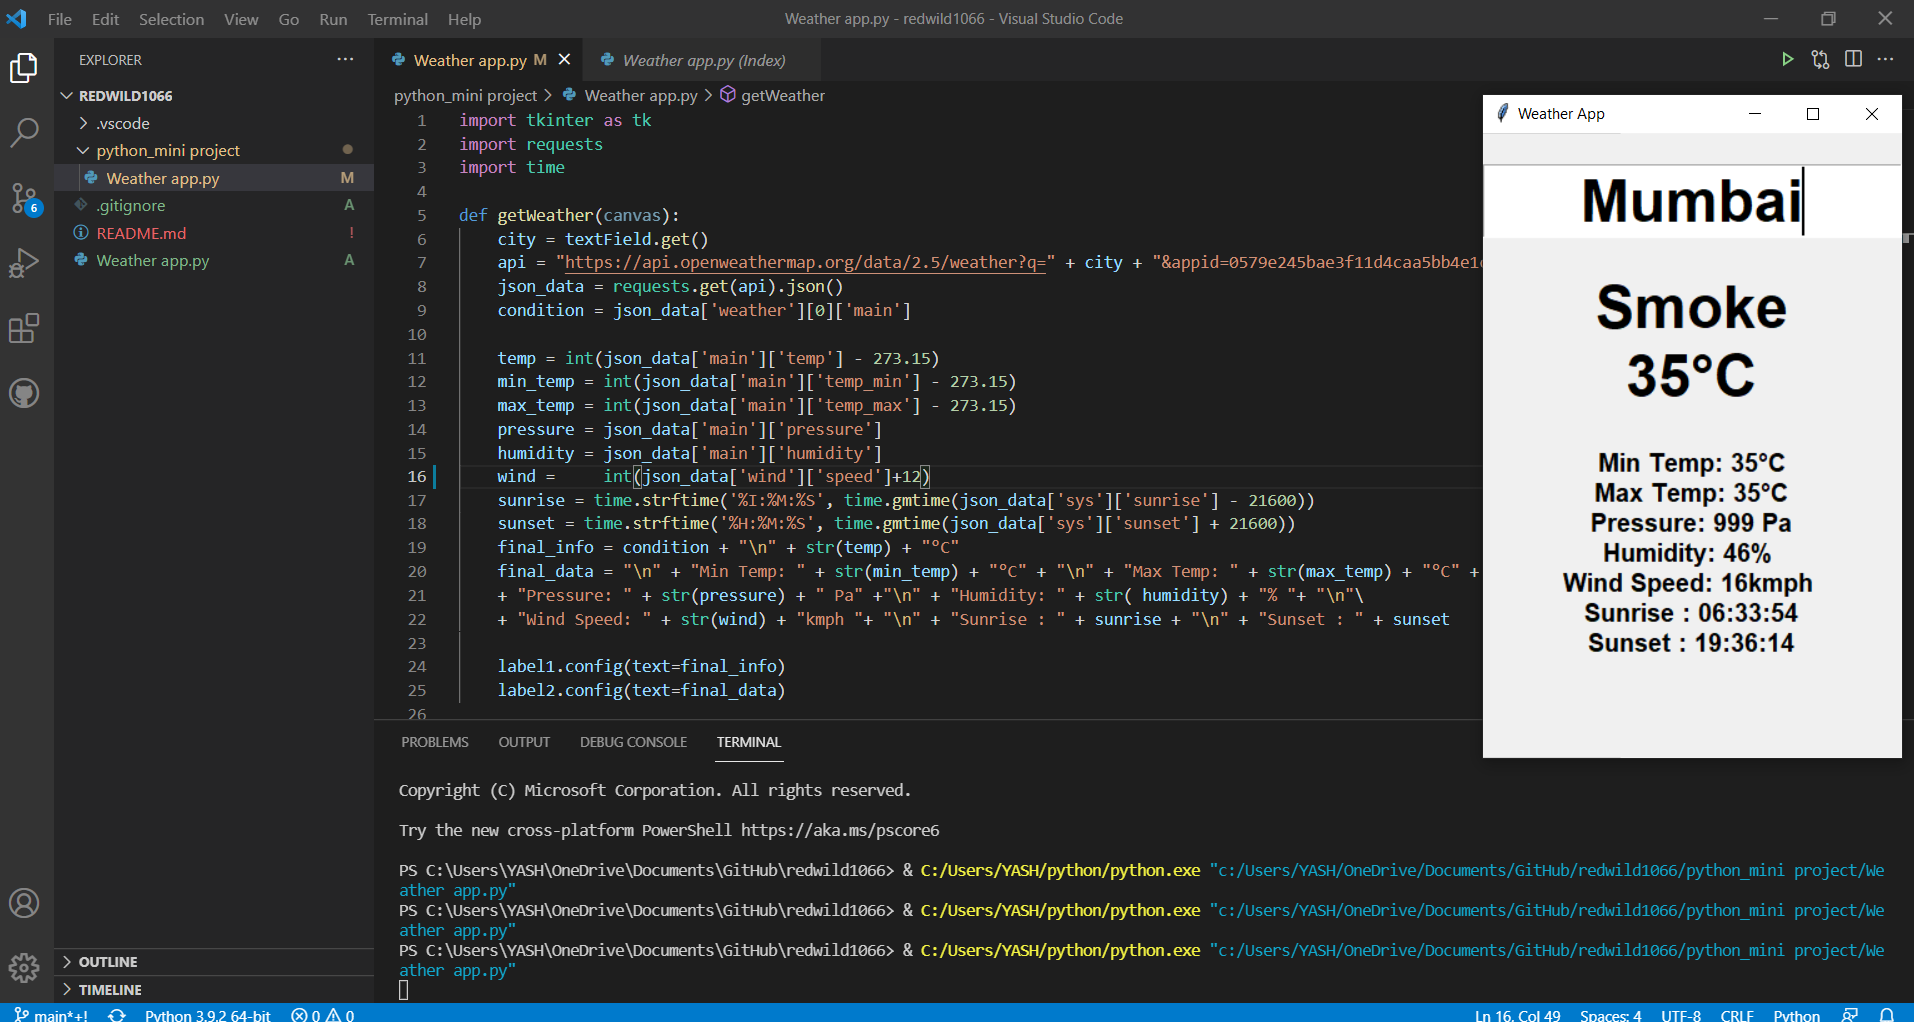 File Edit Selection View Go Run Terminal Help
Weather app.py - redwild1066 - Visual Studio Code
EXPLORER
REDWILD1066
.vscode
python_mini project
Weather app.py M
.gitignore A
README.md !
Weather app.py A
OUTLINE
TIMELINE
6
Weather app.py M
Weather app.py (Index)
python_mini project > Weather app.py > getWeather
1 import tkinter as tk
2 import requests
3 import time
4
5 def getWeather(canvas):
6 city = textField.get()
7 api = "https://api.openweathermap.org/data/2.5/weather?q=" + city + "&appid=0579e245bae3f11d4caa5bb4e1
8 json_data = requests.get(api).json()
9 condition = json_data['weather'][0]['main']
10
11 temp = int(json_data['main']['temp'] - 273.15)
12 min_temp = int(json_data['main']['temp_min'] - 273.15)
13 max_temp = int(json_data['main']['temp_max'] - 273.15)
14 pressure = json_data['main']['pressure']
15 humidity = json_data['main']['humidity']
16 wind =     int(json_data['wind']['speed']+12)
17 sunrise = time.strftime('%I:%M:%S', time.gmtime(json_data['sys']['sunrise'] - 21600))
18 sunset = time.strftime('%H:%M:%S', time.gmtime(json_data['sys']['sunset'] + 21600))
19 final_info = condition + "\n" + str(temp) + "°C"
20 final_data = "\n" + "Min Temp: " + str(min_temp) + "°C" + "\n" + "Max Temp: " + str(max_temp) + "°C" +
21 + "Pressure: " + str(pressure) + " Pa" +"\n" + "Humidity: " + str( humidity) + "% "+ "\n"\
22 + "Wind Speed: " + str(wind) + "kmph "+ "\n" + "Sunrise : " + sunrise + "\n" + "Sunset : " + sunset
23
24 label1.config(text=final_info)
25 label2.config(text=final_data)
26
Weather App
Mumbai
Smoke
35°C
Min Temp: 35°C
Max Temp: 35°C
Pressure: 999 Pa
Humidity: 46%
Wind Speed: 16kmph
Sunrise : 06:33:54
Sunset : 19:36:14
PROBLEMS OUTPUT DEBUG CONSOLE TERMINAL
Copyright (C) Microsoft Corporation. All rights reserved.
Try the new cross-platform PowerShell https://aka.ms/pscore6
PS C:\Users\YASH\OneDrive\Documents\GitHub\redwild1066> & C:/Users/YASH/python/python.exe "c:/Users/YASH/OneDrive/Documents/GitHub/redwild1066/python_mini project/We
ather app.py"
PS C:\Users\YASH\OneDrive\Documents\GitHub\redwild1066> & C:/Users/YASH/python/python.exe "c:/Users/YASH/OneDrive/Documents/GitHub/redwild1066/python_mini project/We
ather app.py"
PS C:\Users\YASH\OneDrive\Documents\GitHub\redwild1066> & C:/Users/YASH/python/python.exe "c:/Users/YASH/OneDrive/Documents/GitHub/redwild1066/python_mini project/We
ather app.py"
main*+! Python 3.9.2 64-bit 0 0 Ln 16, Col 49 Spaces: 4 UTF-8 CRLF Python